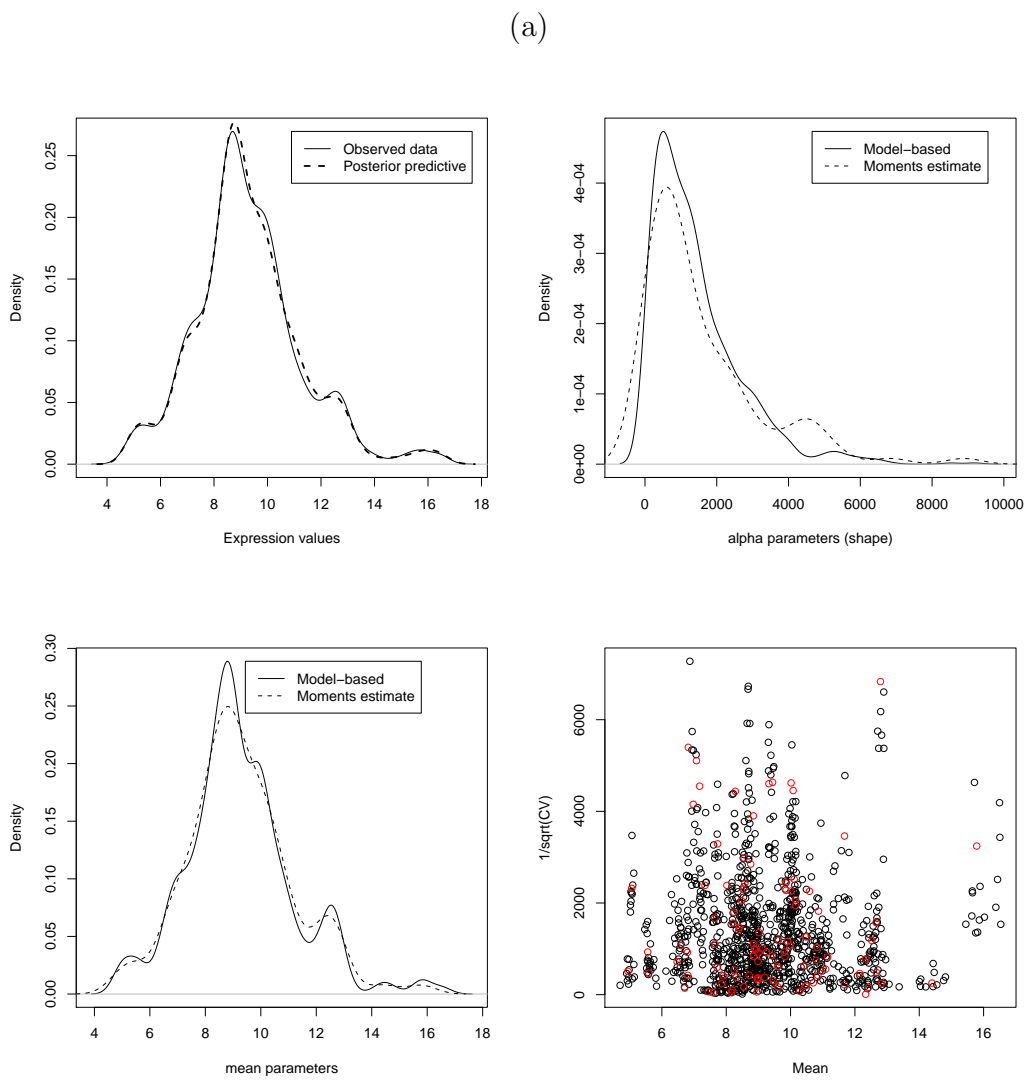 (a)
Observed data
Posterior predictive
Density
0.00 0.05 0.10 0.15 0.20 0.25
4 6 8 10 12 14 16 18
Expression values
Model−based
Moments estimate
Density
0e+00 1e−04 2e−04 3e−04 4e−04
0 2000 4000 6000 8000 10000
alpha parameters (shape)
Model−based
Moments estimate
Density
0.00 0.05 0.10 0.15 0.20 0.25 0.30
4 6 8 10 12 14 16 18
mean parameters
1/sqrt(CV)
0 2000 4000 6000
6 8 10 12 14 16
Mean